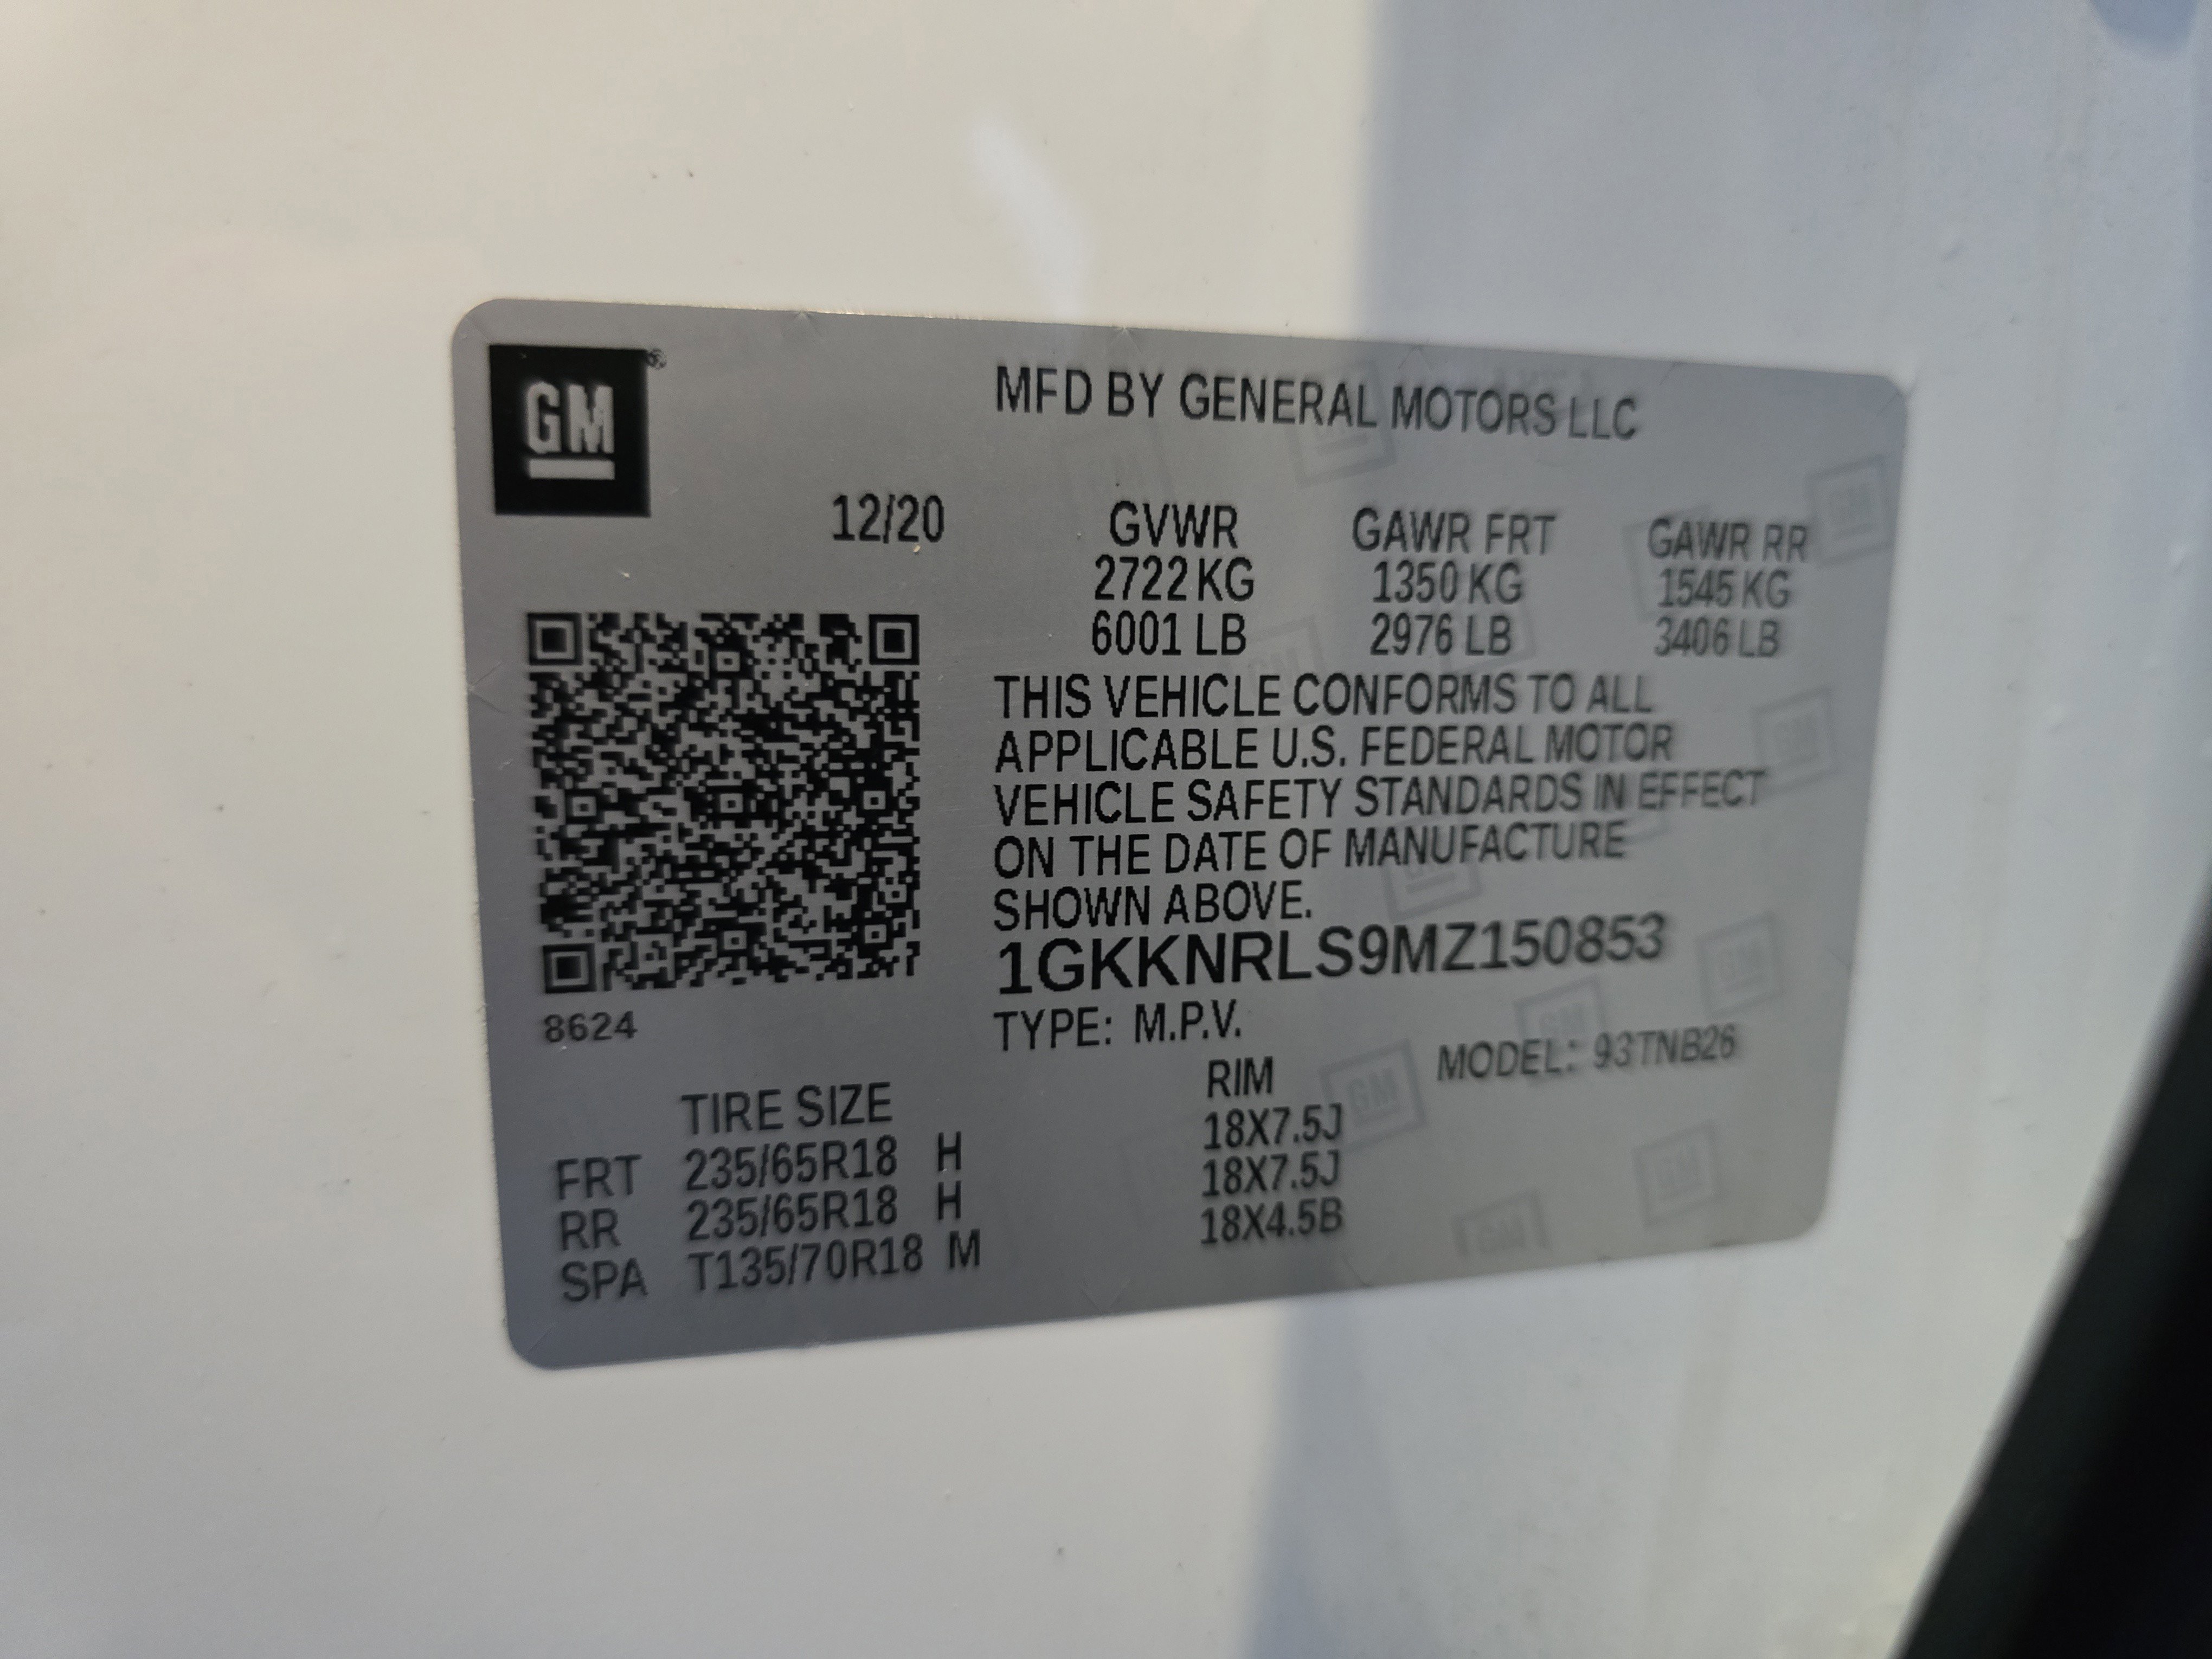 GM ®
MFD BY GENERAL MOTORS LLC
12/20 GVWR GAWR FRT GAWR RR
2722 KG 1350 KG 1545 KG
6001 LB 2976 LB 3406 LB
THIS VEHICLE CONFORMS TO ALL
APPLICABLE U.S. FEDERAL MOTOR
VEHICLE SAFETY STANDARDS IN EFFECT
ON THE DATE OF MANUFACTURE
SHOWN ABOVE.
1GKKNRLS9MZ150853
8624
TYPE: M.P.V. MODEL: 93TNB26
TIRE SIZE RIM
FRT 235/65R18 H 18X7.5J
RR 235/65R18 H 18X7.5J
SPA T135/70R18 M 18X4.5B